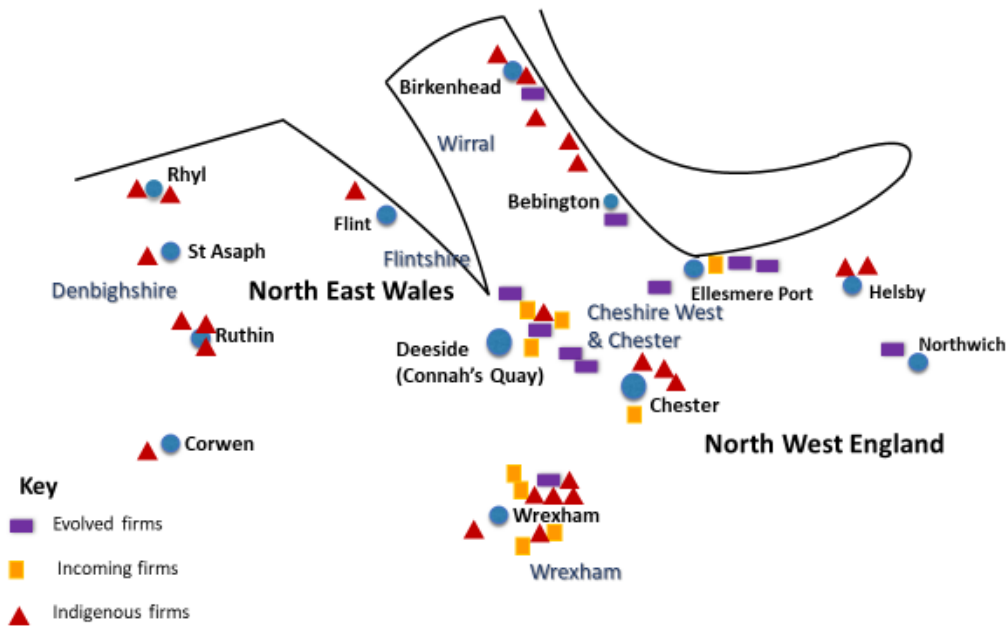 Birkenhead
Wirral
Rhyl
Bebington
Flint
St Asaph
Flintshire
Denbighshire
North East Wales
Ellesmere Port
Helsby
Cheshire West
& Chester
Ruthin
Deeside
(Connah's Quay)
Northwich
Chester
Corwen
North West England
Key
Evolved firms
Wrexham
Incoming firms
Wrexham
Indigenous firms